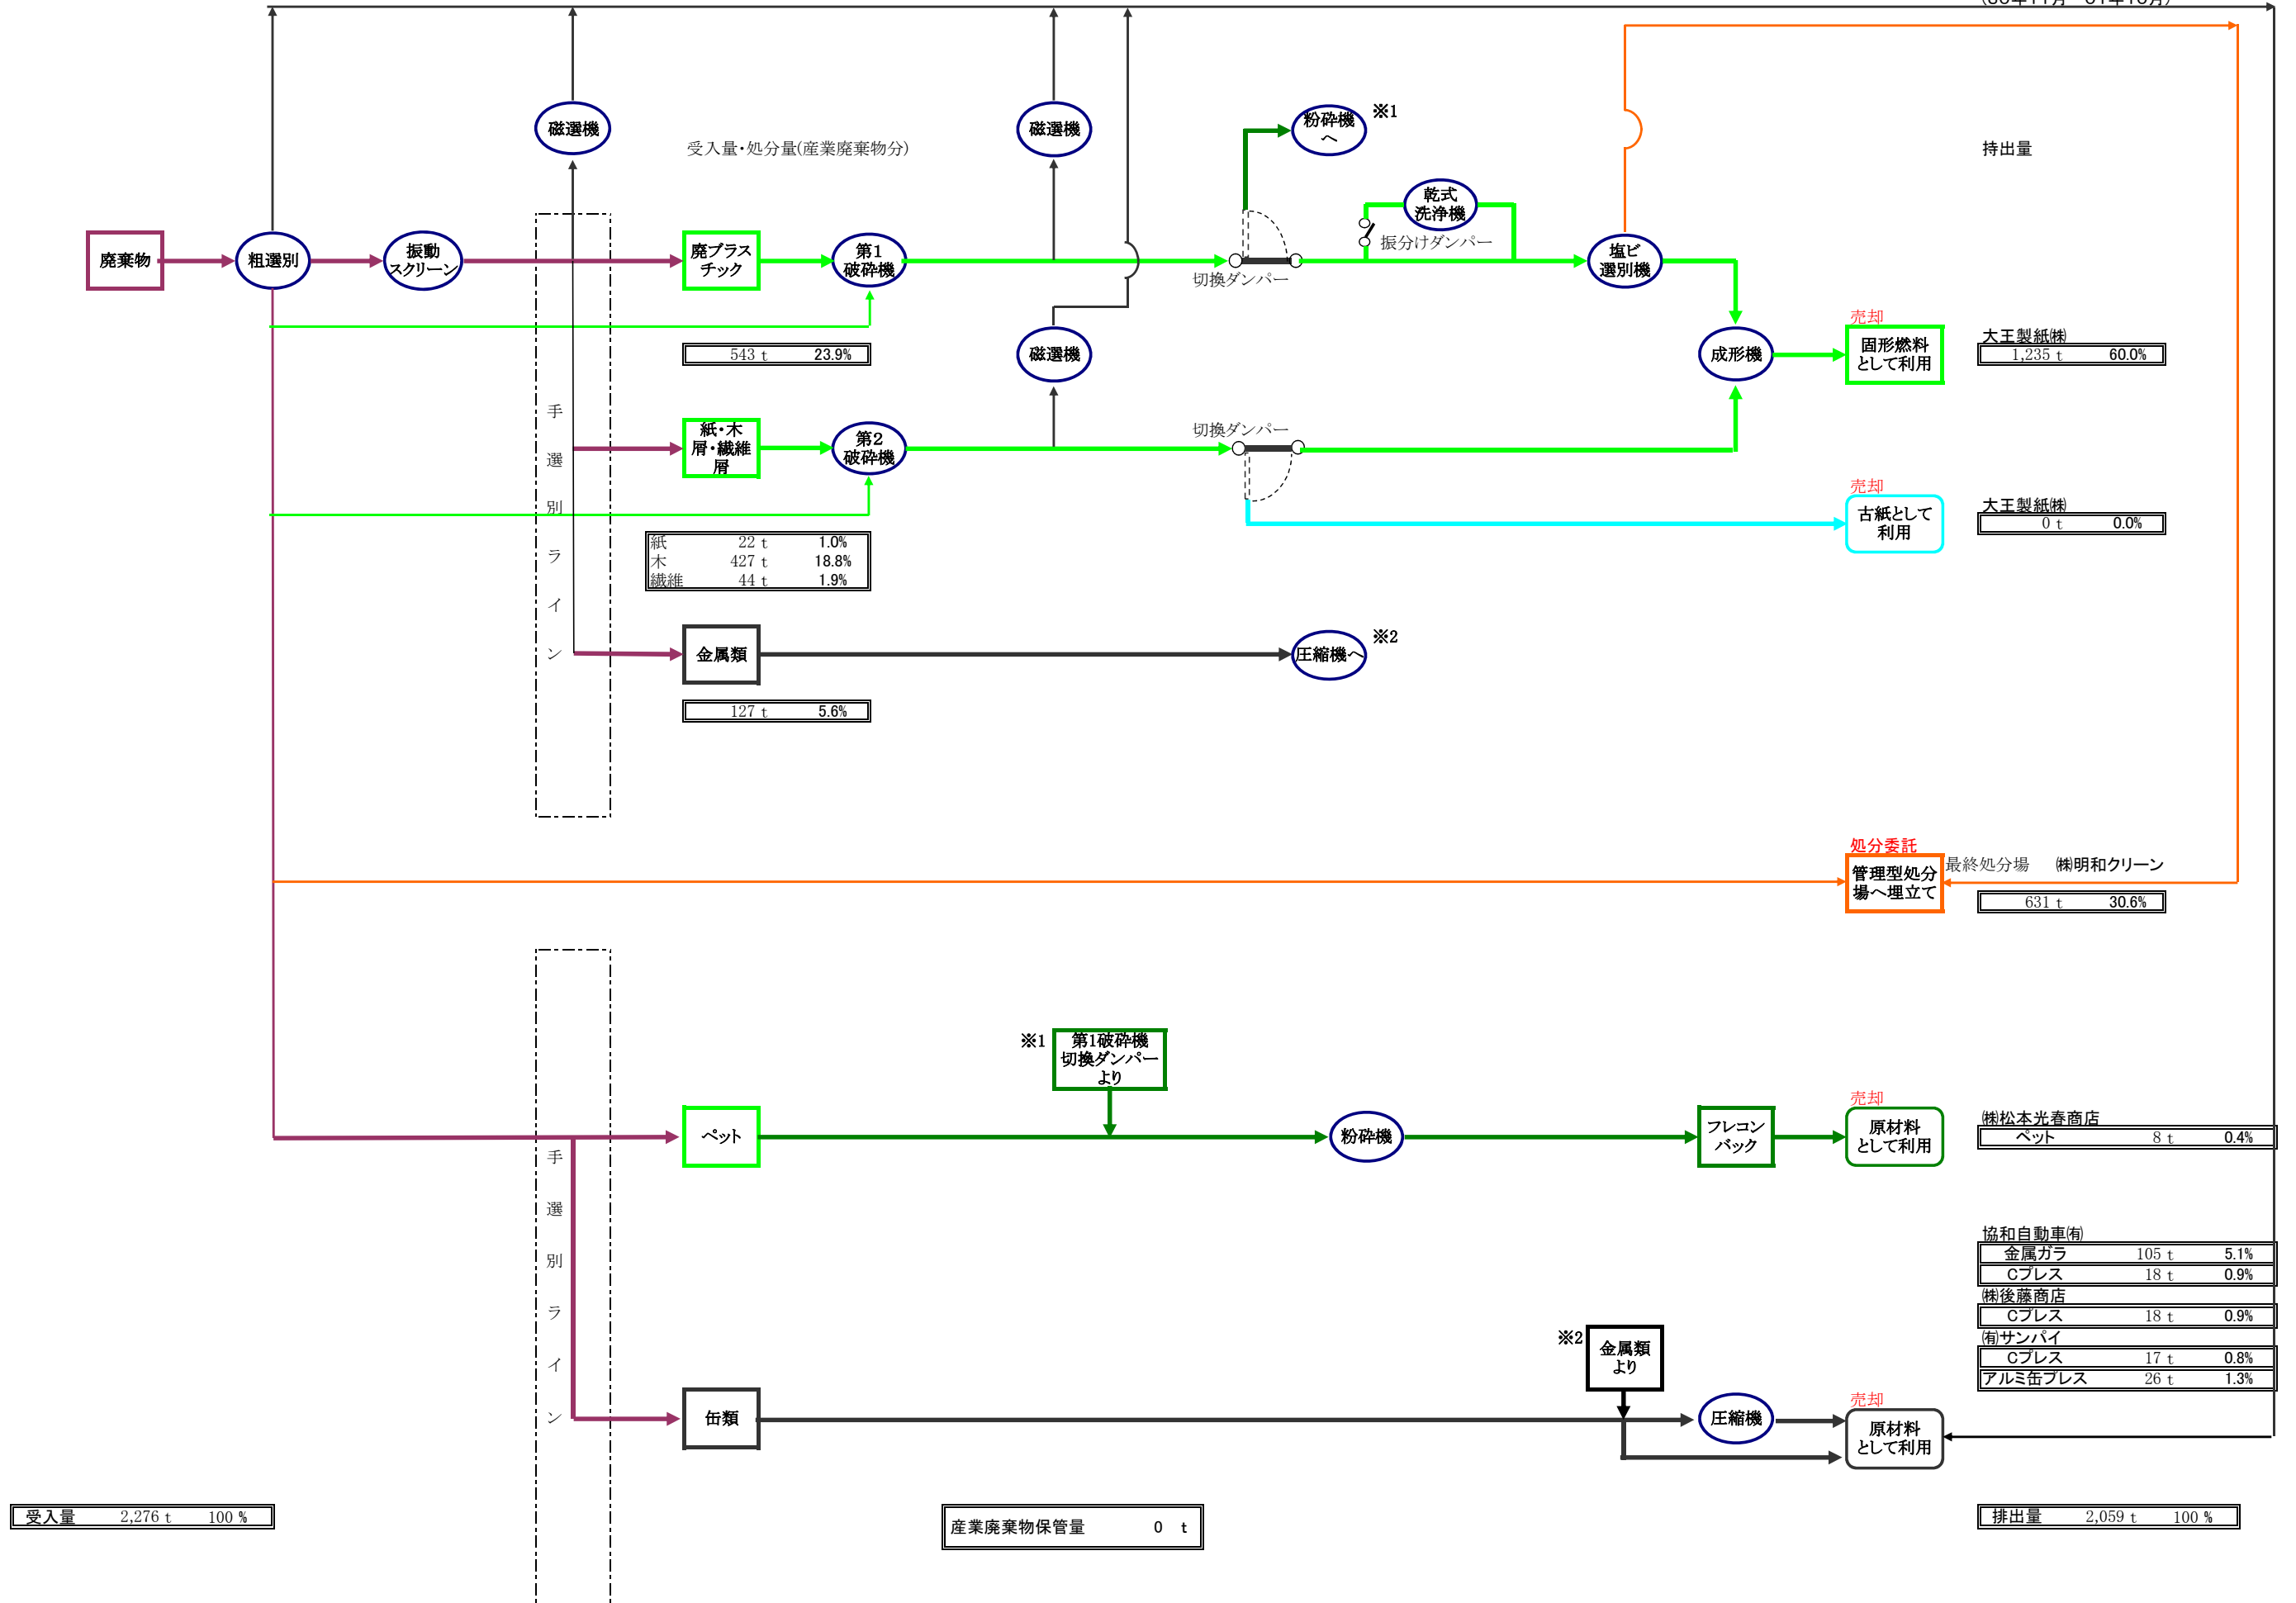 磁選機
磁選機
粉砕機
へ
※1
受入量・処分量(産業廃棄物分)
持出量
乾式
洗浄機
振分けダンパー
廃棄物
粗選別
振動
スクリーン
廃プラス
チック
第1
破砕機
切換ダンパー
塩ビ
選別機
543 t 23.9%
磁選機
成形機
売却
固形燃料
として利用
大王製紙㈱
1,235 t 60.0%
手
選
別
ラ
イ
ン
紙・木
屑・繊維
屑
第2
破砕機
切換ダンパー
売却
古紙として
利用
大王製紙㈱
0 t 0.0%
紙 22 t 1.0%
木 427 t 18.8%
繊維 44 t 1.9%
金属類
圧縮機へ
※2
127 t 5.6%
処分委託
管理型処分
場へ埋立て
最終処分場 ㈱明和クリーン
631 t 30.6%
※1
第1破砕機
切換ダンパー
より
手
選
別
ラ
イ
ン
ペット
粉砕機
フレコン
バック
売却
原材料
として利用
㈱松本光春商店
ペット 8 t 0.4%
協和自動車㈲
金属ガラ 105 t 5.1%
Cプレス 18 t 0.9%
㈱後藤商店
Cプレス 18 t 0.9%
㈲サンパイ
Cプレス 17 t 0.8%
アルミ缶プレス 26 t 1.3%
※2
金属類
より
缶類
圧縮機
売却
原材料
として利用
受入量 2,276 t 100 %
産業廃棄物保管量 0 t
排出量 2,059 t 100 %